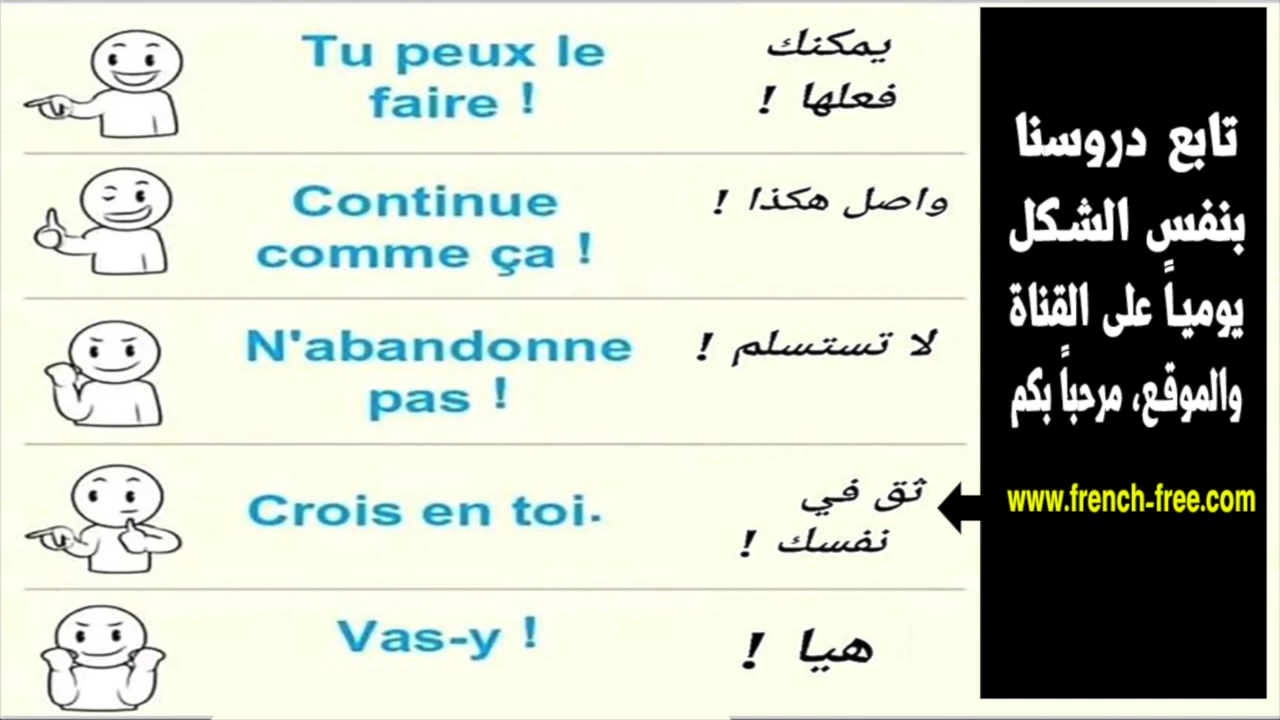 Tu peux le
faire !
يمكنك
فعلها !
Continue
comme ça !
واصل هكذا !
N'abandonne
pas !
لا تستسلم !
Crois en toi.
ثق في
نفسك !
Vas-y !
هيا !
تابع دروسنا
بنفس الشكل
يومياً على القناة
والموقع، مرحباً بكم
www.french-free.com